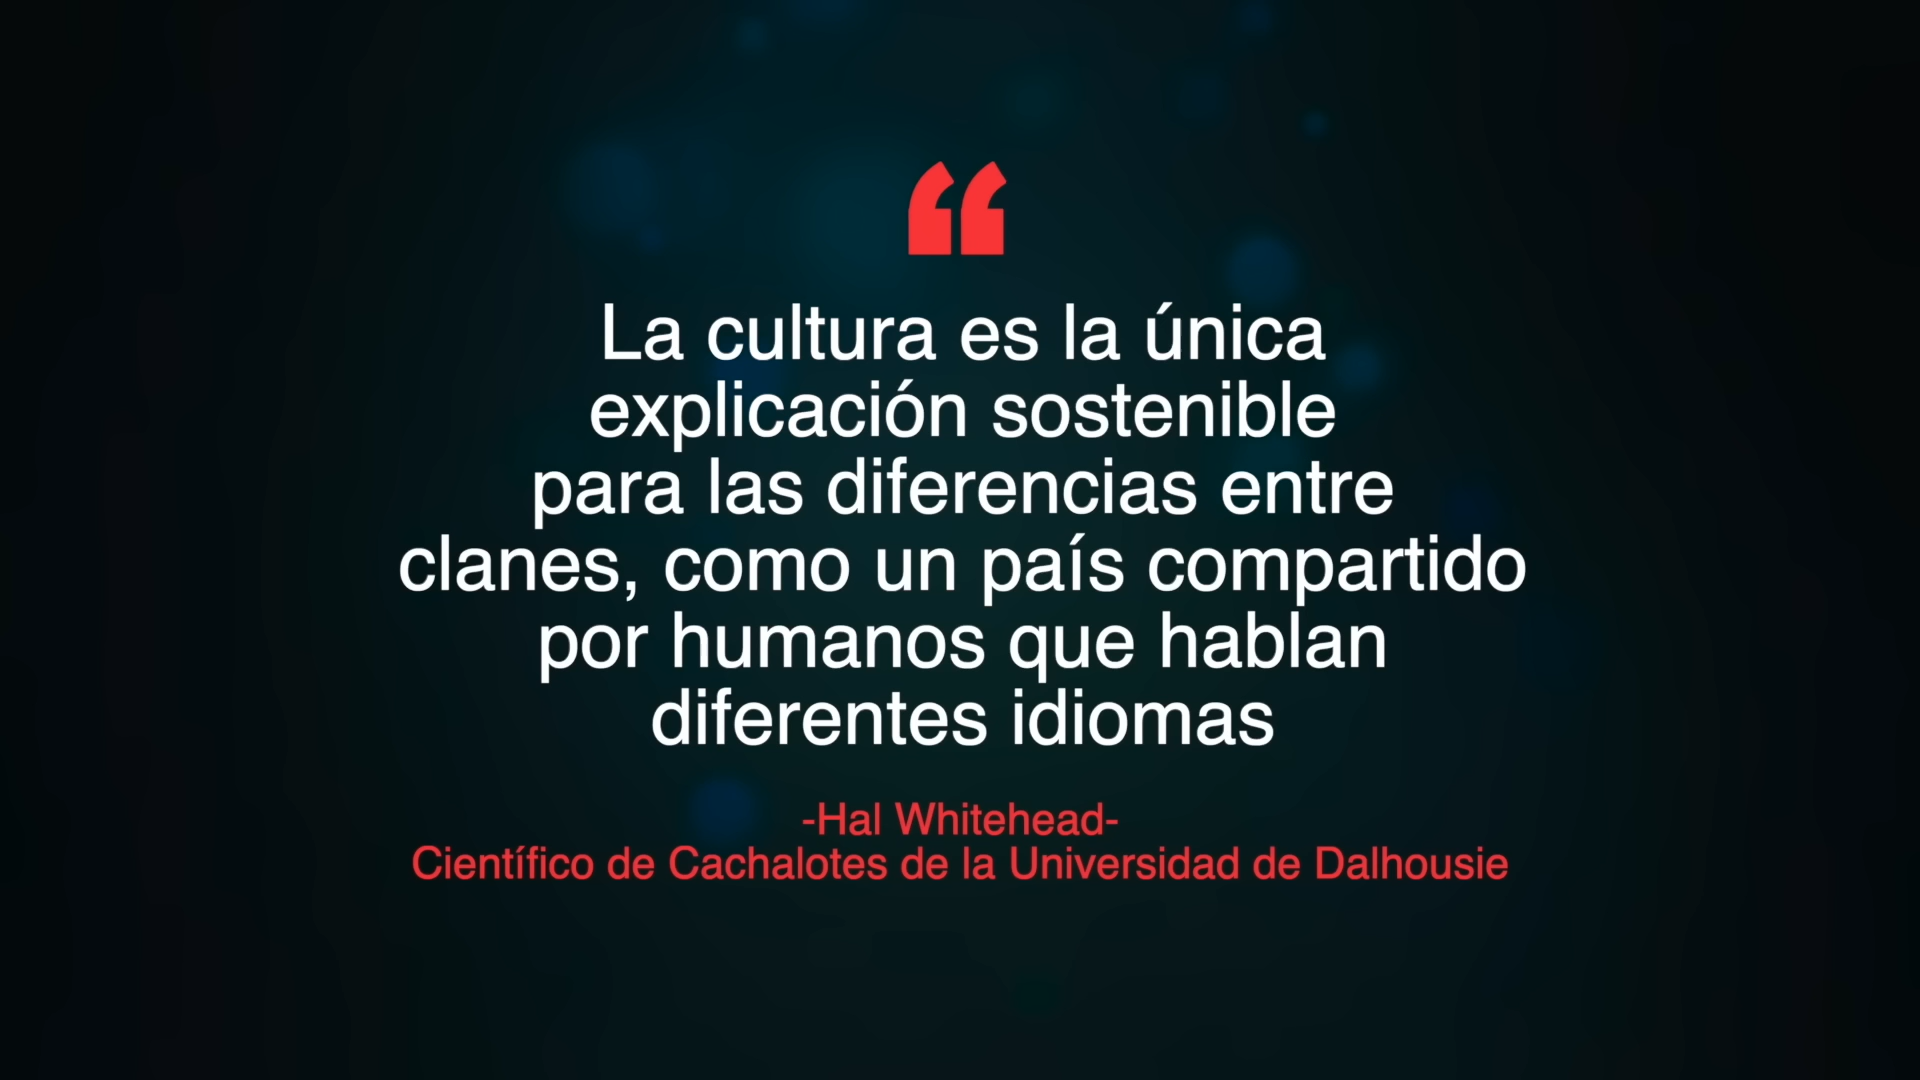 “
La cultura es la única
explicación sostenible
para las diferencias entre
clanes, como un país compartido
por humanos que hablan
diferentes idiomas
-Hal Whitehead-
Científico de Cachalotes de la Universidad de Dalhousie